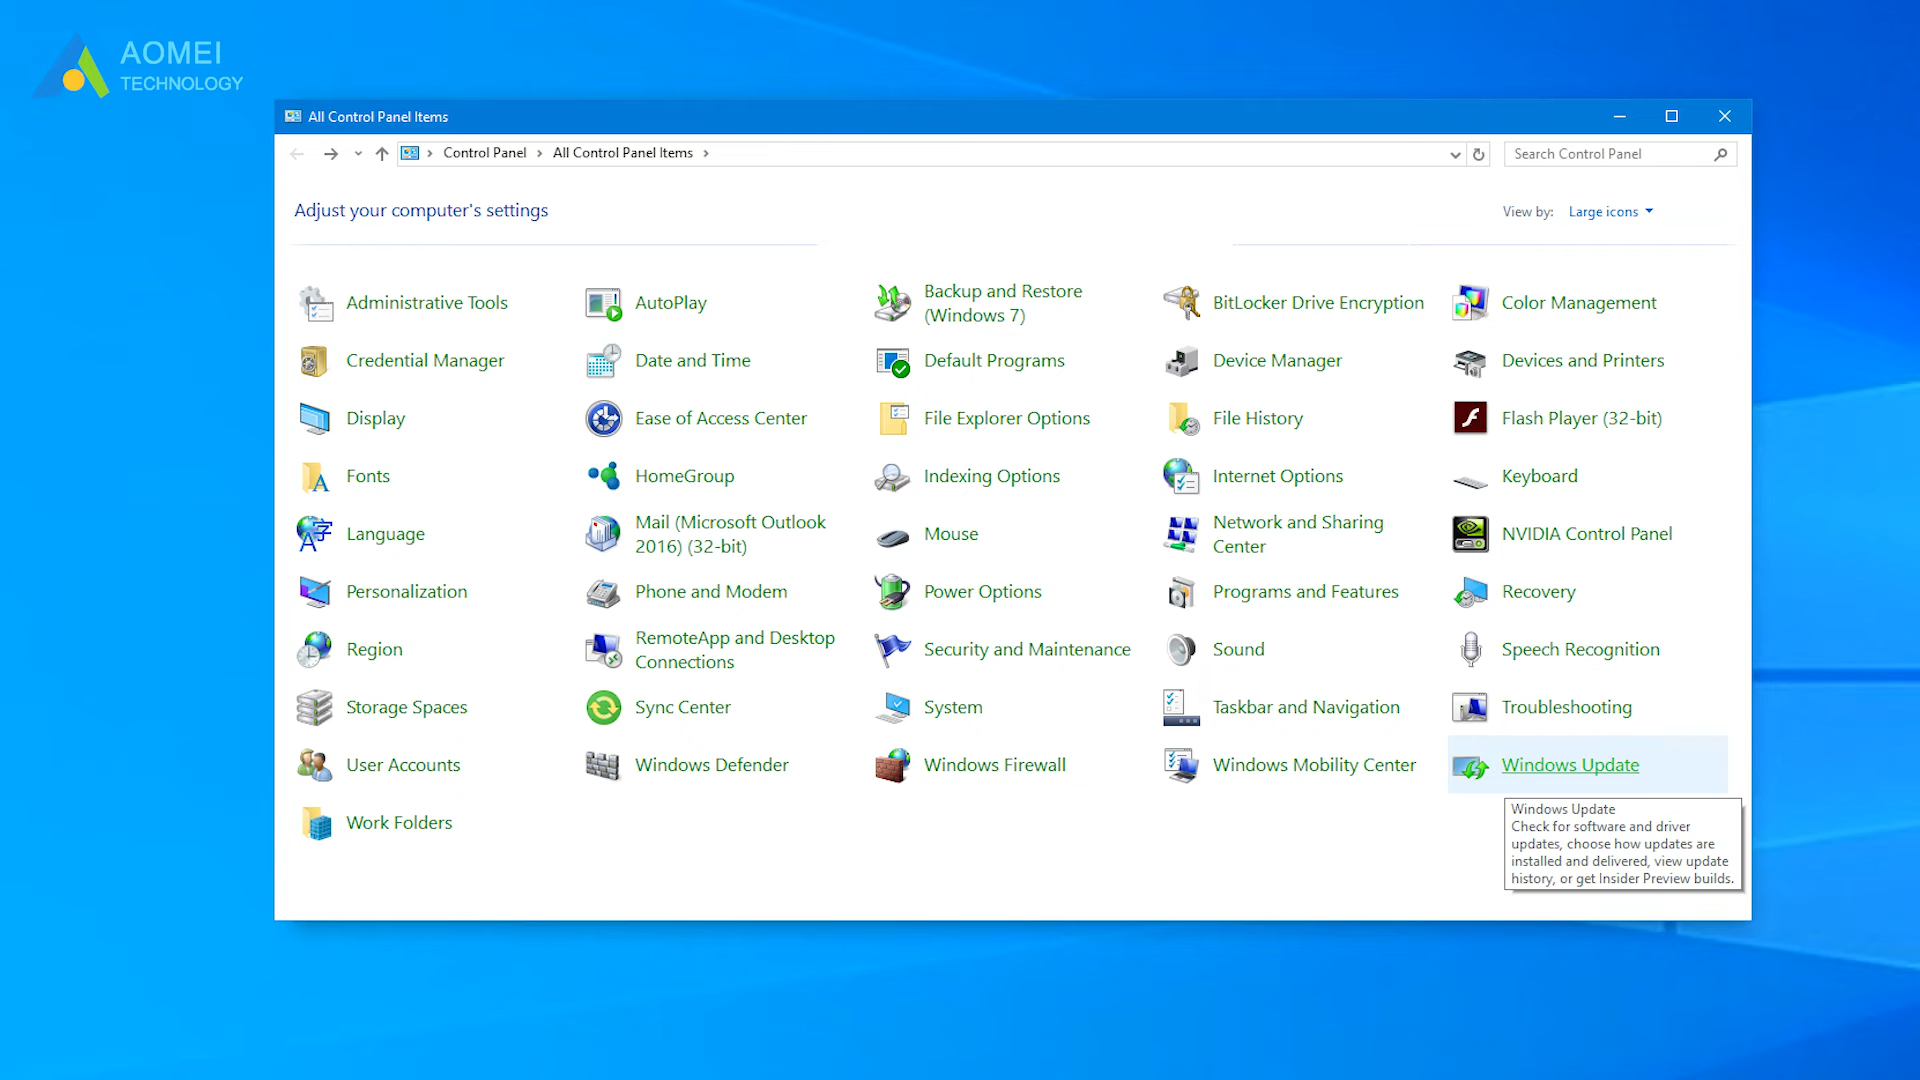 AOMEI
TECHNOLOGY
All Control Panel Items
Control Panel > All Control Panel Items >
Search Control Panel
Adjust your computer's settings
View by: Large icons
Administrative Tools
AutoPlay
Backup and Restore
(Windows 7)
BitLocker Drive Encryption
Color Management
Credential Manager
Date and Time
Default Programs
Device Manager
Devices and Printers
Display
Ease of Access Center
File Explorer Options
File History
Flash Player (32-bit)
Fonts
HomeGroup
Indexing Options
Internet Options
Keyboard
Language
Mail (Microsoft Outlook
2016) (32-bit)
Mouse
Network and Sharing
Center
NVIDIA Control Panel
Personalization
Phone and Modem
Power Options
Programs and Features
Recovery
Region
RemoteApp and Desktop
Connections
Security and Maintenance
Sound
Speech Recognition
Storage Spaces
Sync Center
System
Taskbar and Navigation
Troubleshooting
User Accounts
Windows Defender
Windows Firewall
Windows Mobility Center
Windows Update
Work Folders
Windows Update
Check for software and driver
updates, choose how updates are
installed and delivered, view update
history, or get Insider Preview builds.